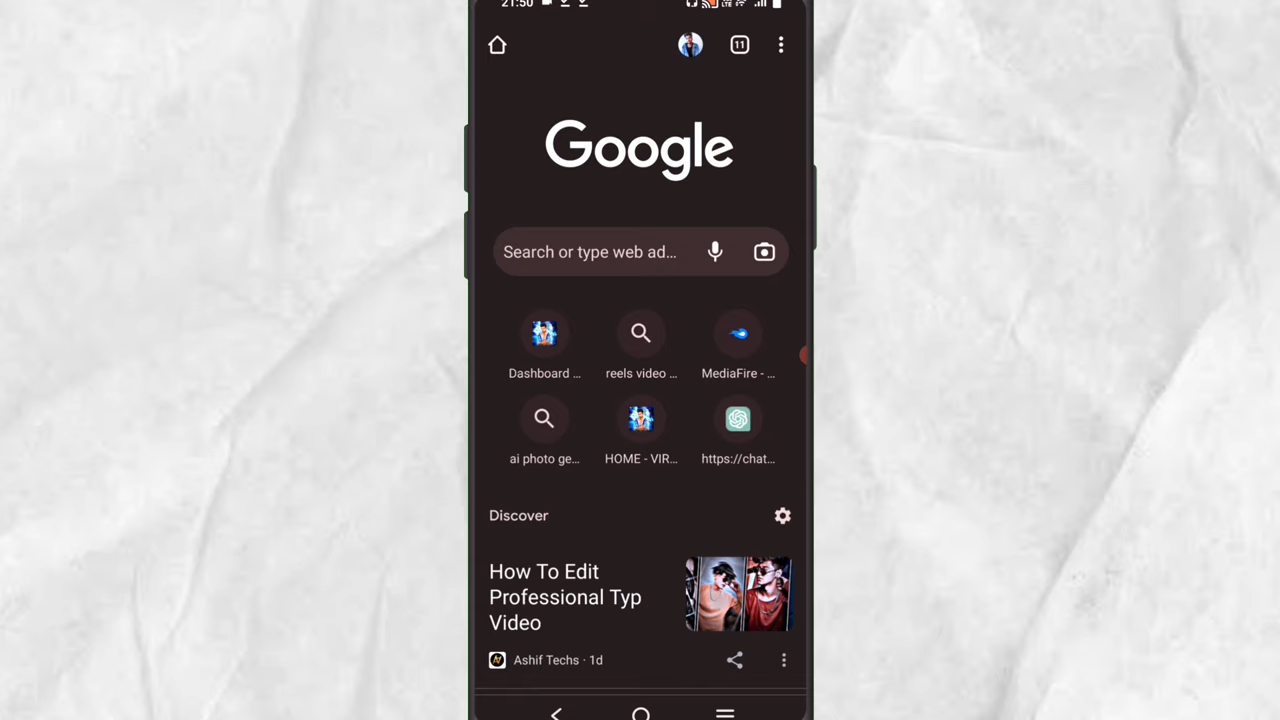 21:50
11
Google
Search or type web ad...
Dashboard ...
reels video ...
MediaFire - ...
ai photo ge...
HOME - VIR...
https://chat...
Discover
How To Edit
Professional Typ
Video
Ashif Techs · 1d